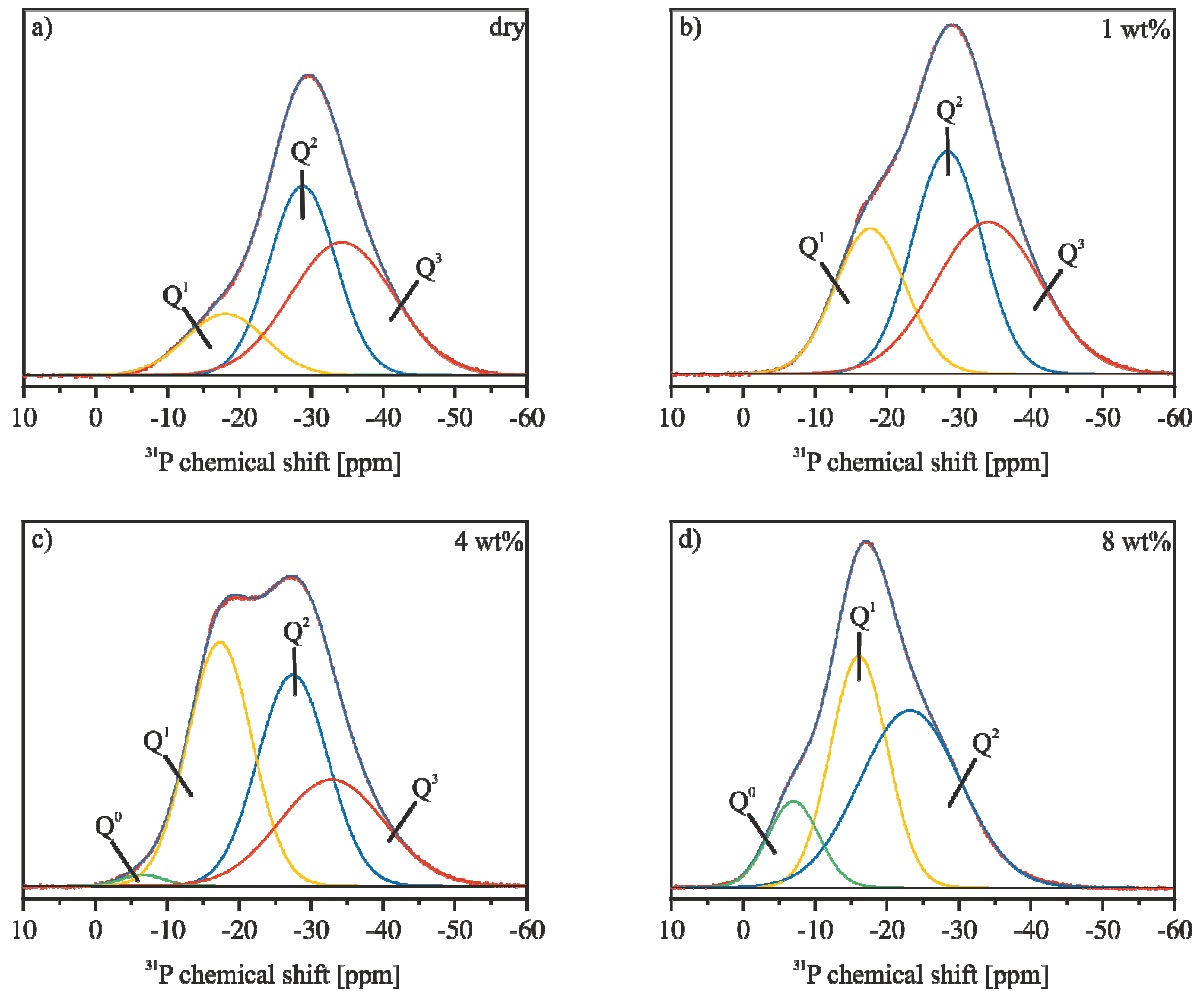 a) dry
Q²
Q¹
Q³
10 0 -10 -20 -30 -40 -50 -60
³¹P chemical shift [ppm]
b) 1 wt%
Q²
Q¹
Q³
10 0 -10 -20 -30 -40 -50 -60
³¹P chemical shift [ppm]
c) 4 wt%
Q²
Q¹
Q³
Q⁰
10 0 -10 -20 -30 -40 -50 -60
³¹P chemical shift [ppm]
d) 8 wt%
Q¹
Q²
Q⁰
10 0 -10 -20 -30 -40 -50 -60
³¹P chemical shift [ppm]